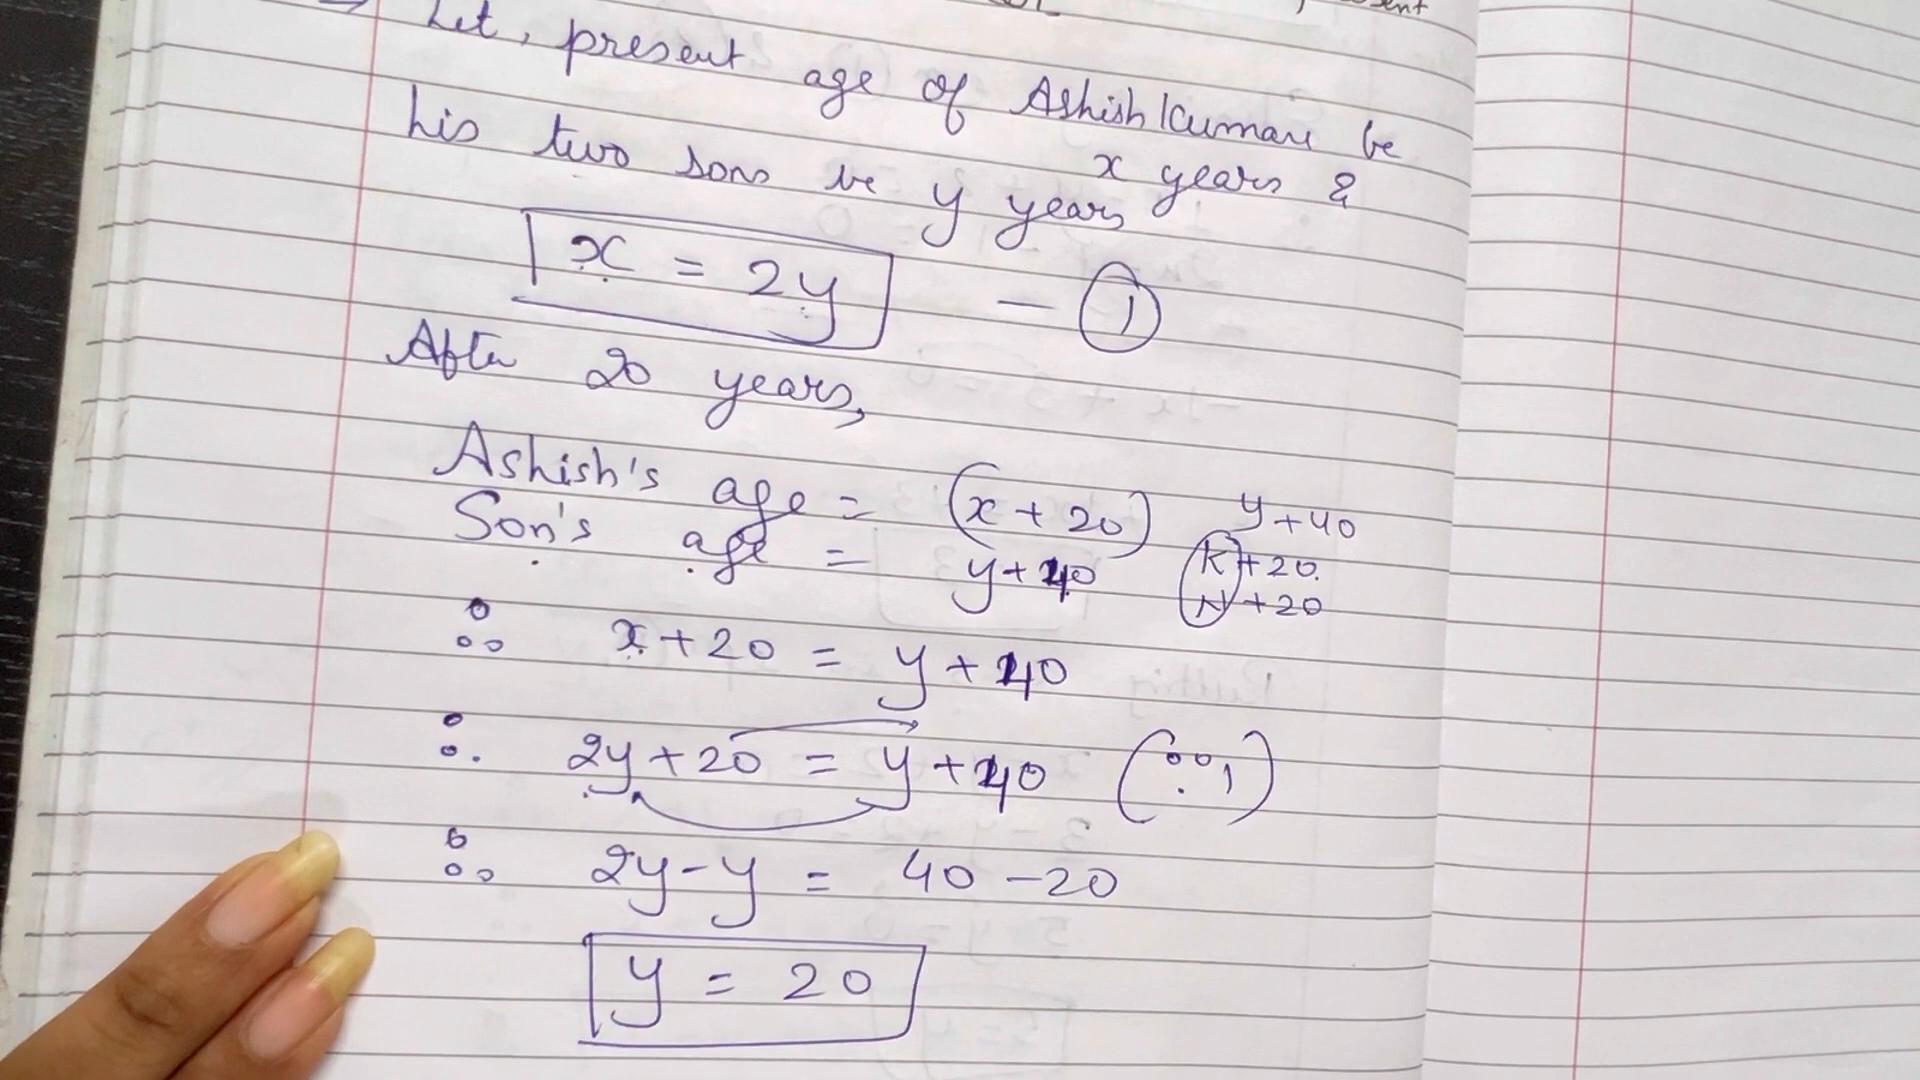 Let, present age of Ashish Kumar be
x years &
his two sons be y years
x = 2y - 1
After 20 years,
Ashish's age = (x + 20)
Son's age = y + 40
y + 40
K + 20
N + 20
∴ x + 20 = y + 40
∴ 2y + 20 = y + 40 (∵ 1)
∴ 2y - y = 40 - 20
y = 20